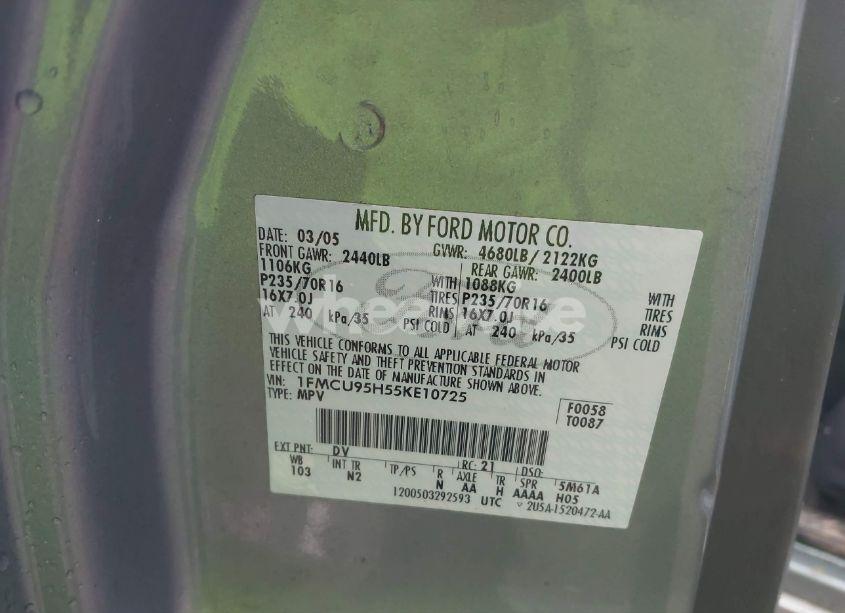 MFD. BY FORD MOTOR CO.
DATE: 03/05 GVWR: 4680LB / 2122KG
FRONT GAWR: 2440LB REAR GAWR: 2400LB
1106KG WITH 1088KG WITH
P235/70R16 TIRES P235/70R16 TIRES
16X7.0J RIMS 16X7.0J RIMS
AT 240 kPa/35 PSI COLD AT 240 kPa/35 PSI COLD
THIS VEHICLE CONFORMS TO ALL APPLICABLE FEDERAL MOTOR
VEHICLE SAFETY AND THEFT PREVENTION STANDARDS IN
EFFECT ON THE DATE OF MANUFACTURE SHOWN ABOVE.
VIN: 1FMCU95H55KE10725
TYPE: MPV
F0058
T0087
EXT PNT: DV RC: 21 DSO:
WB INT TR TP/PS R AXLE TR SPR 5M61A
103 N2 N AA H AAAA H05
1200503292593 UTC 2U5A-1520472-AA